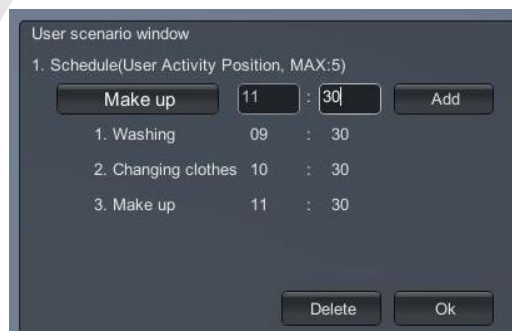 User scenario window
1. Schedule(User Activity Position, MAX:5)
Make up 11 : 30 Add
1. Washing 09 : 30
2. Changing clothes 10 : 30
3. Make up 11 : 30
Delete Ok